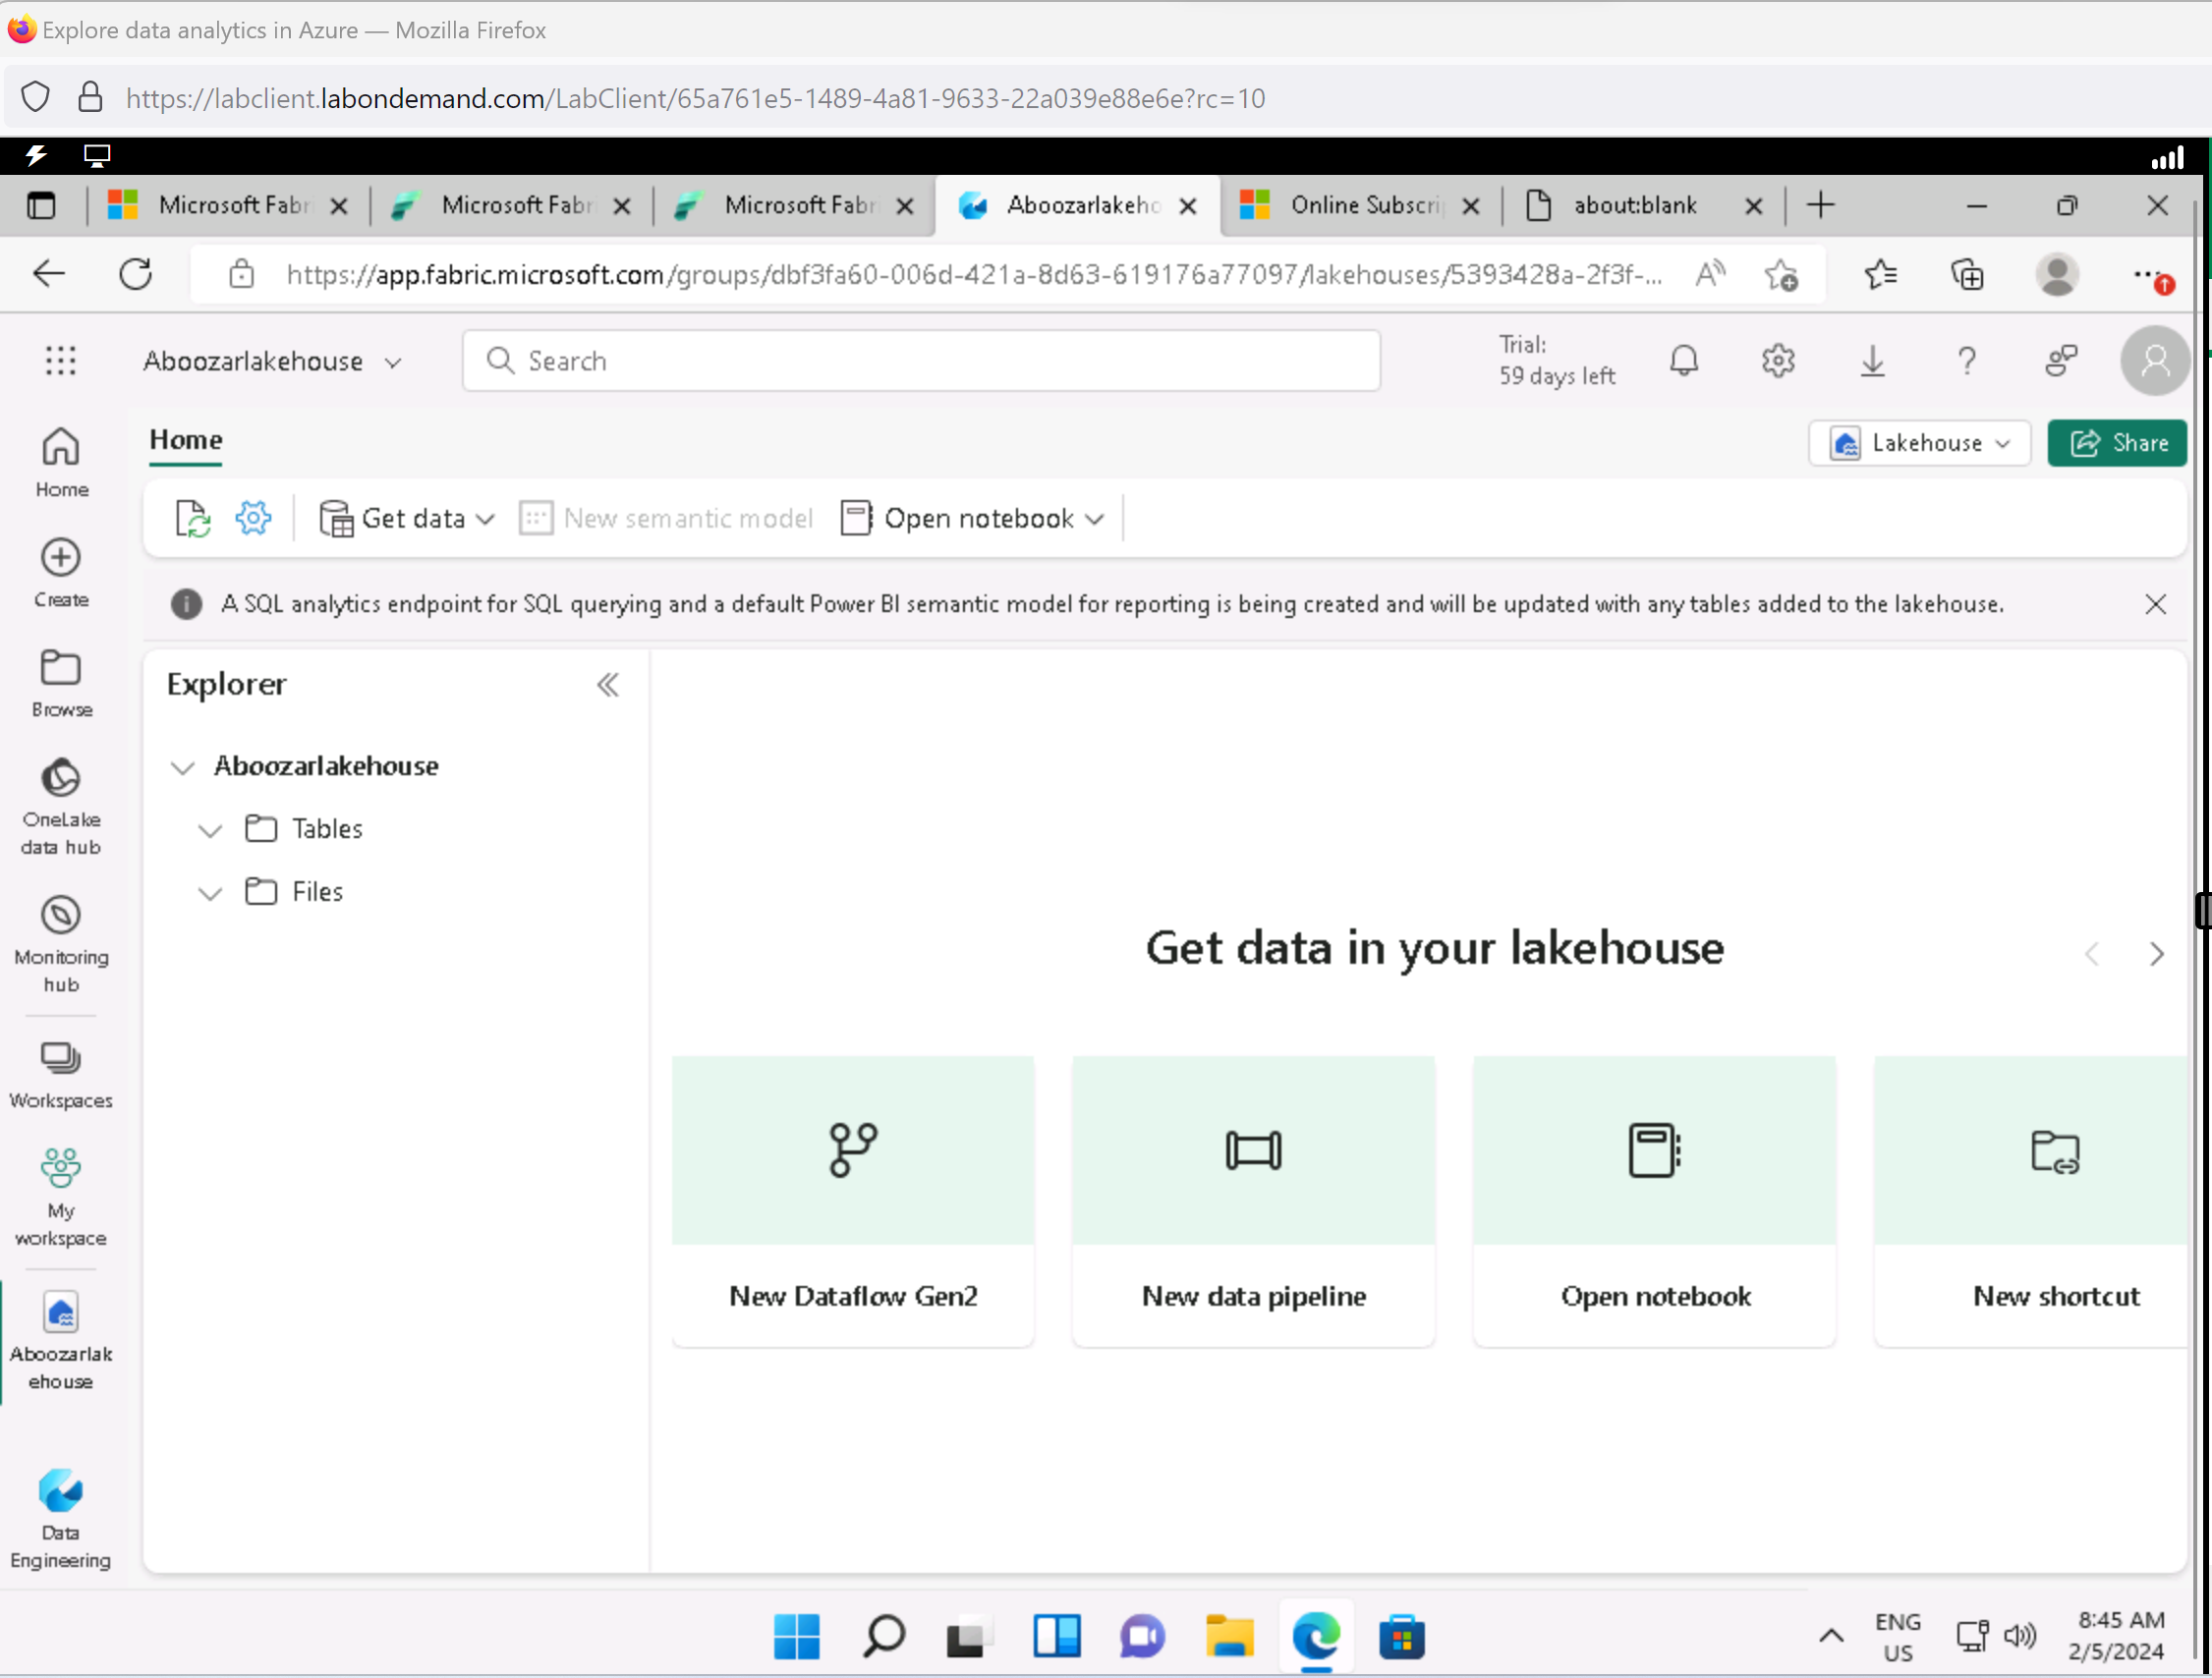 Explore data analytics in Azure — Mozilla Firefox
https://labclient.labondemand.com/LabClient/65a761e5-1489-4a81-9633-22a039e88e6e?rc=10
Microsoft Fabri
Microsoft Fabri
Microsoft Fabri
Aboozarlakeho
Online Subscri
about:blank
https://app.fabric.microsoft.com/groups/dbf3fa60-006d-421a-8d63-619176a77097/lakehouses/5393428a-2f3f-...
Aboozarlakehouse
Search
Trial:
59 days left
Home
Lakehouse
Share
Get data
New semantic model
Open notebook
A SQL analytics endpoint for SQL querying and a default Power BI semantic model for reporting is being created and will be updated with any tables added to the lakehouse.
Home
Create
Browse
OneLake
data hub
Monitoring
hub
Workspaces
My
workspace
Aboozarlak
ehouse
Data
Engineering
Explorer
Aboozarlakehouse
Tables
Files
Get data in your lakehouse
New Dataflow Gen2
New data pipeline
Open notebook
New shortcut
ENG
US
8:45 AM
2/5/2024